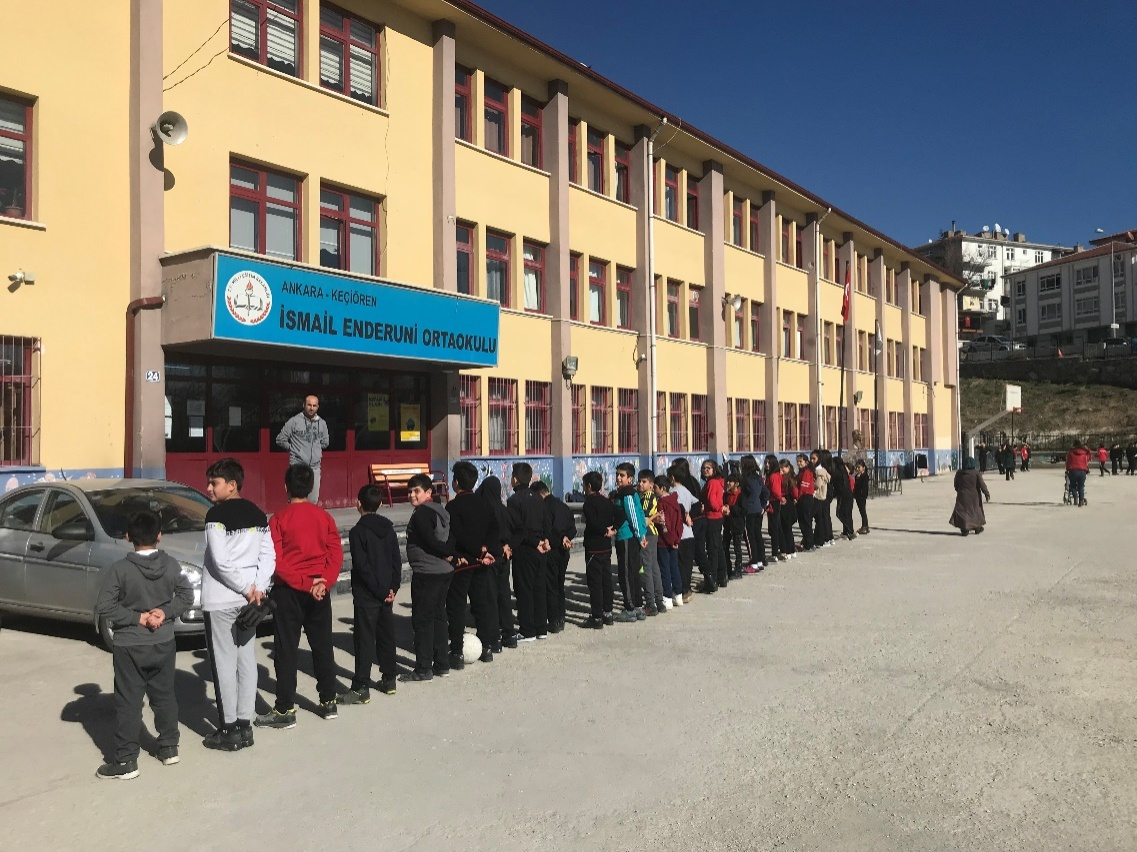 ANKARA - KEÇİÖREN
İSMAİL ENDERUNİ ORTAOKULU
24